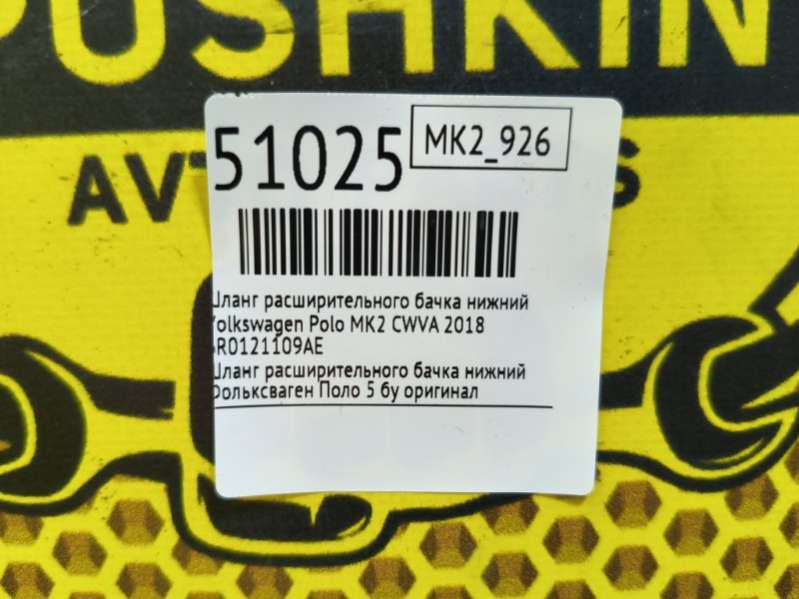 PUSHKIN
51025
MK2_926
Шланг расширительного бачка нижний
Volkswagen Polo MK2 CWVA 2018
6R0121109AE
Шланг расширительного бачка нижний
Фольксваген Поло 5 бу оригинал